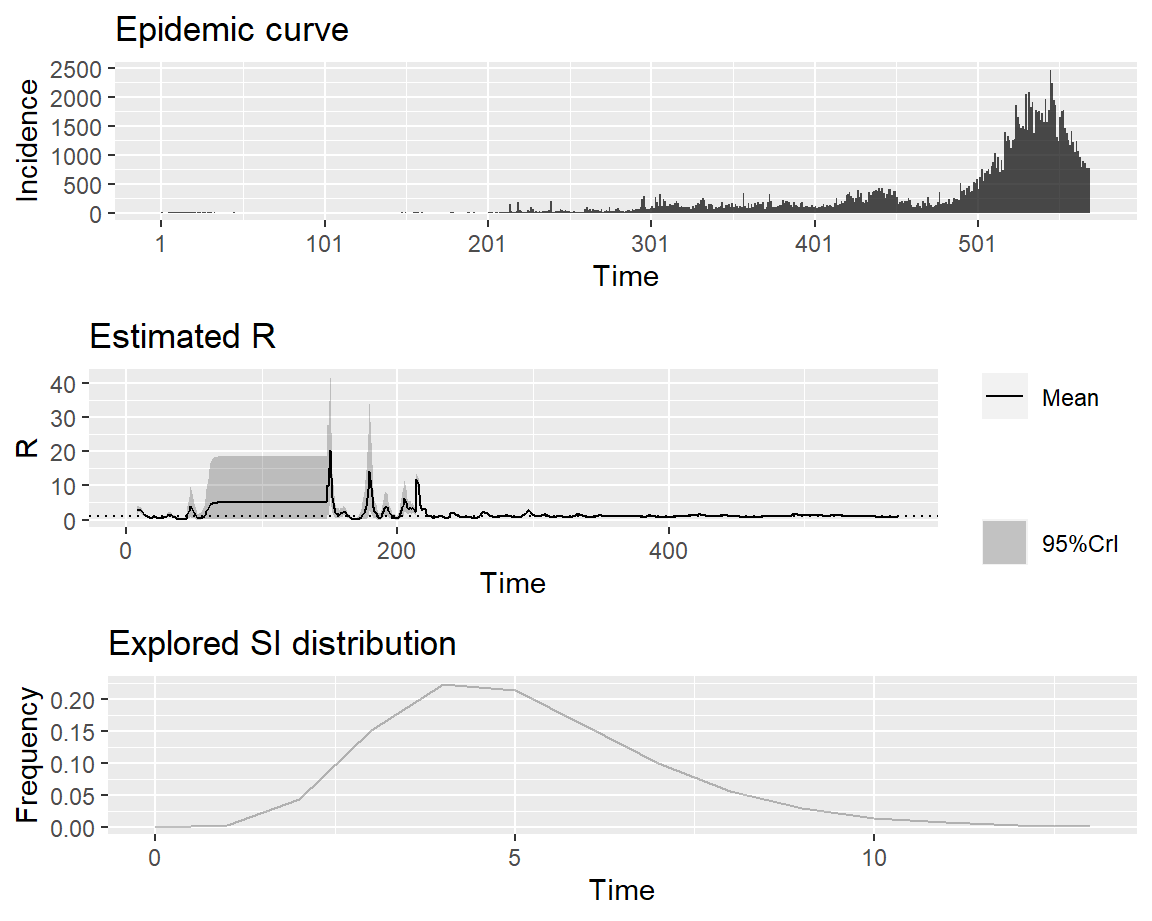 Epidemic curve
Incidence
2500
2000
1500
1000
500
0
1 101 201 301 401 501
Time
Estimated R
R
40
30
20
10
0
0 200 400
Time
Mean
95%CrI
Explored SI distribution
Frequency
0.20
0.15
0.10
0.05
0.00
0 5 10
Time